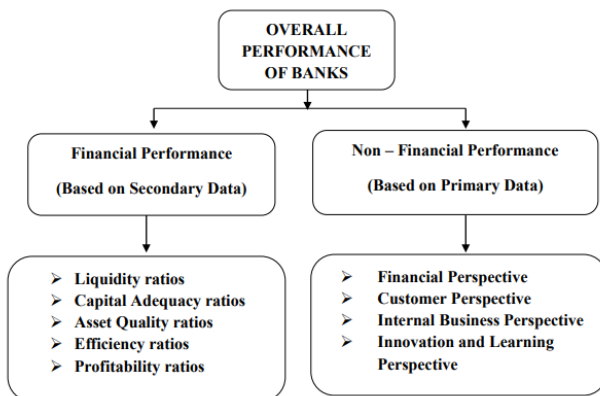 OVERALL
PERFORMANCE
OF BANKS
Financial Performance
(Based on Secondary Data)
Non – Financial Performance
(Based on Primary Data)
➢ Liquidity ratios
➢ Capital Adequacy ratios
➢ Asset Quality ratios
➢ Efficiency ratios
➢ Profitability ratios
➢ Financial Perspective
➢ Customer Perspective
➢ Internal Business Perspective
➢ Innovation and Learning
Perspective